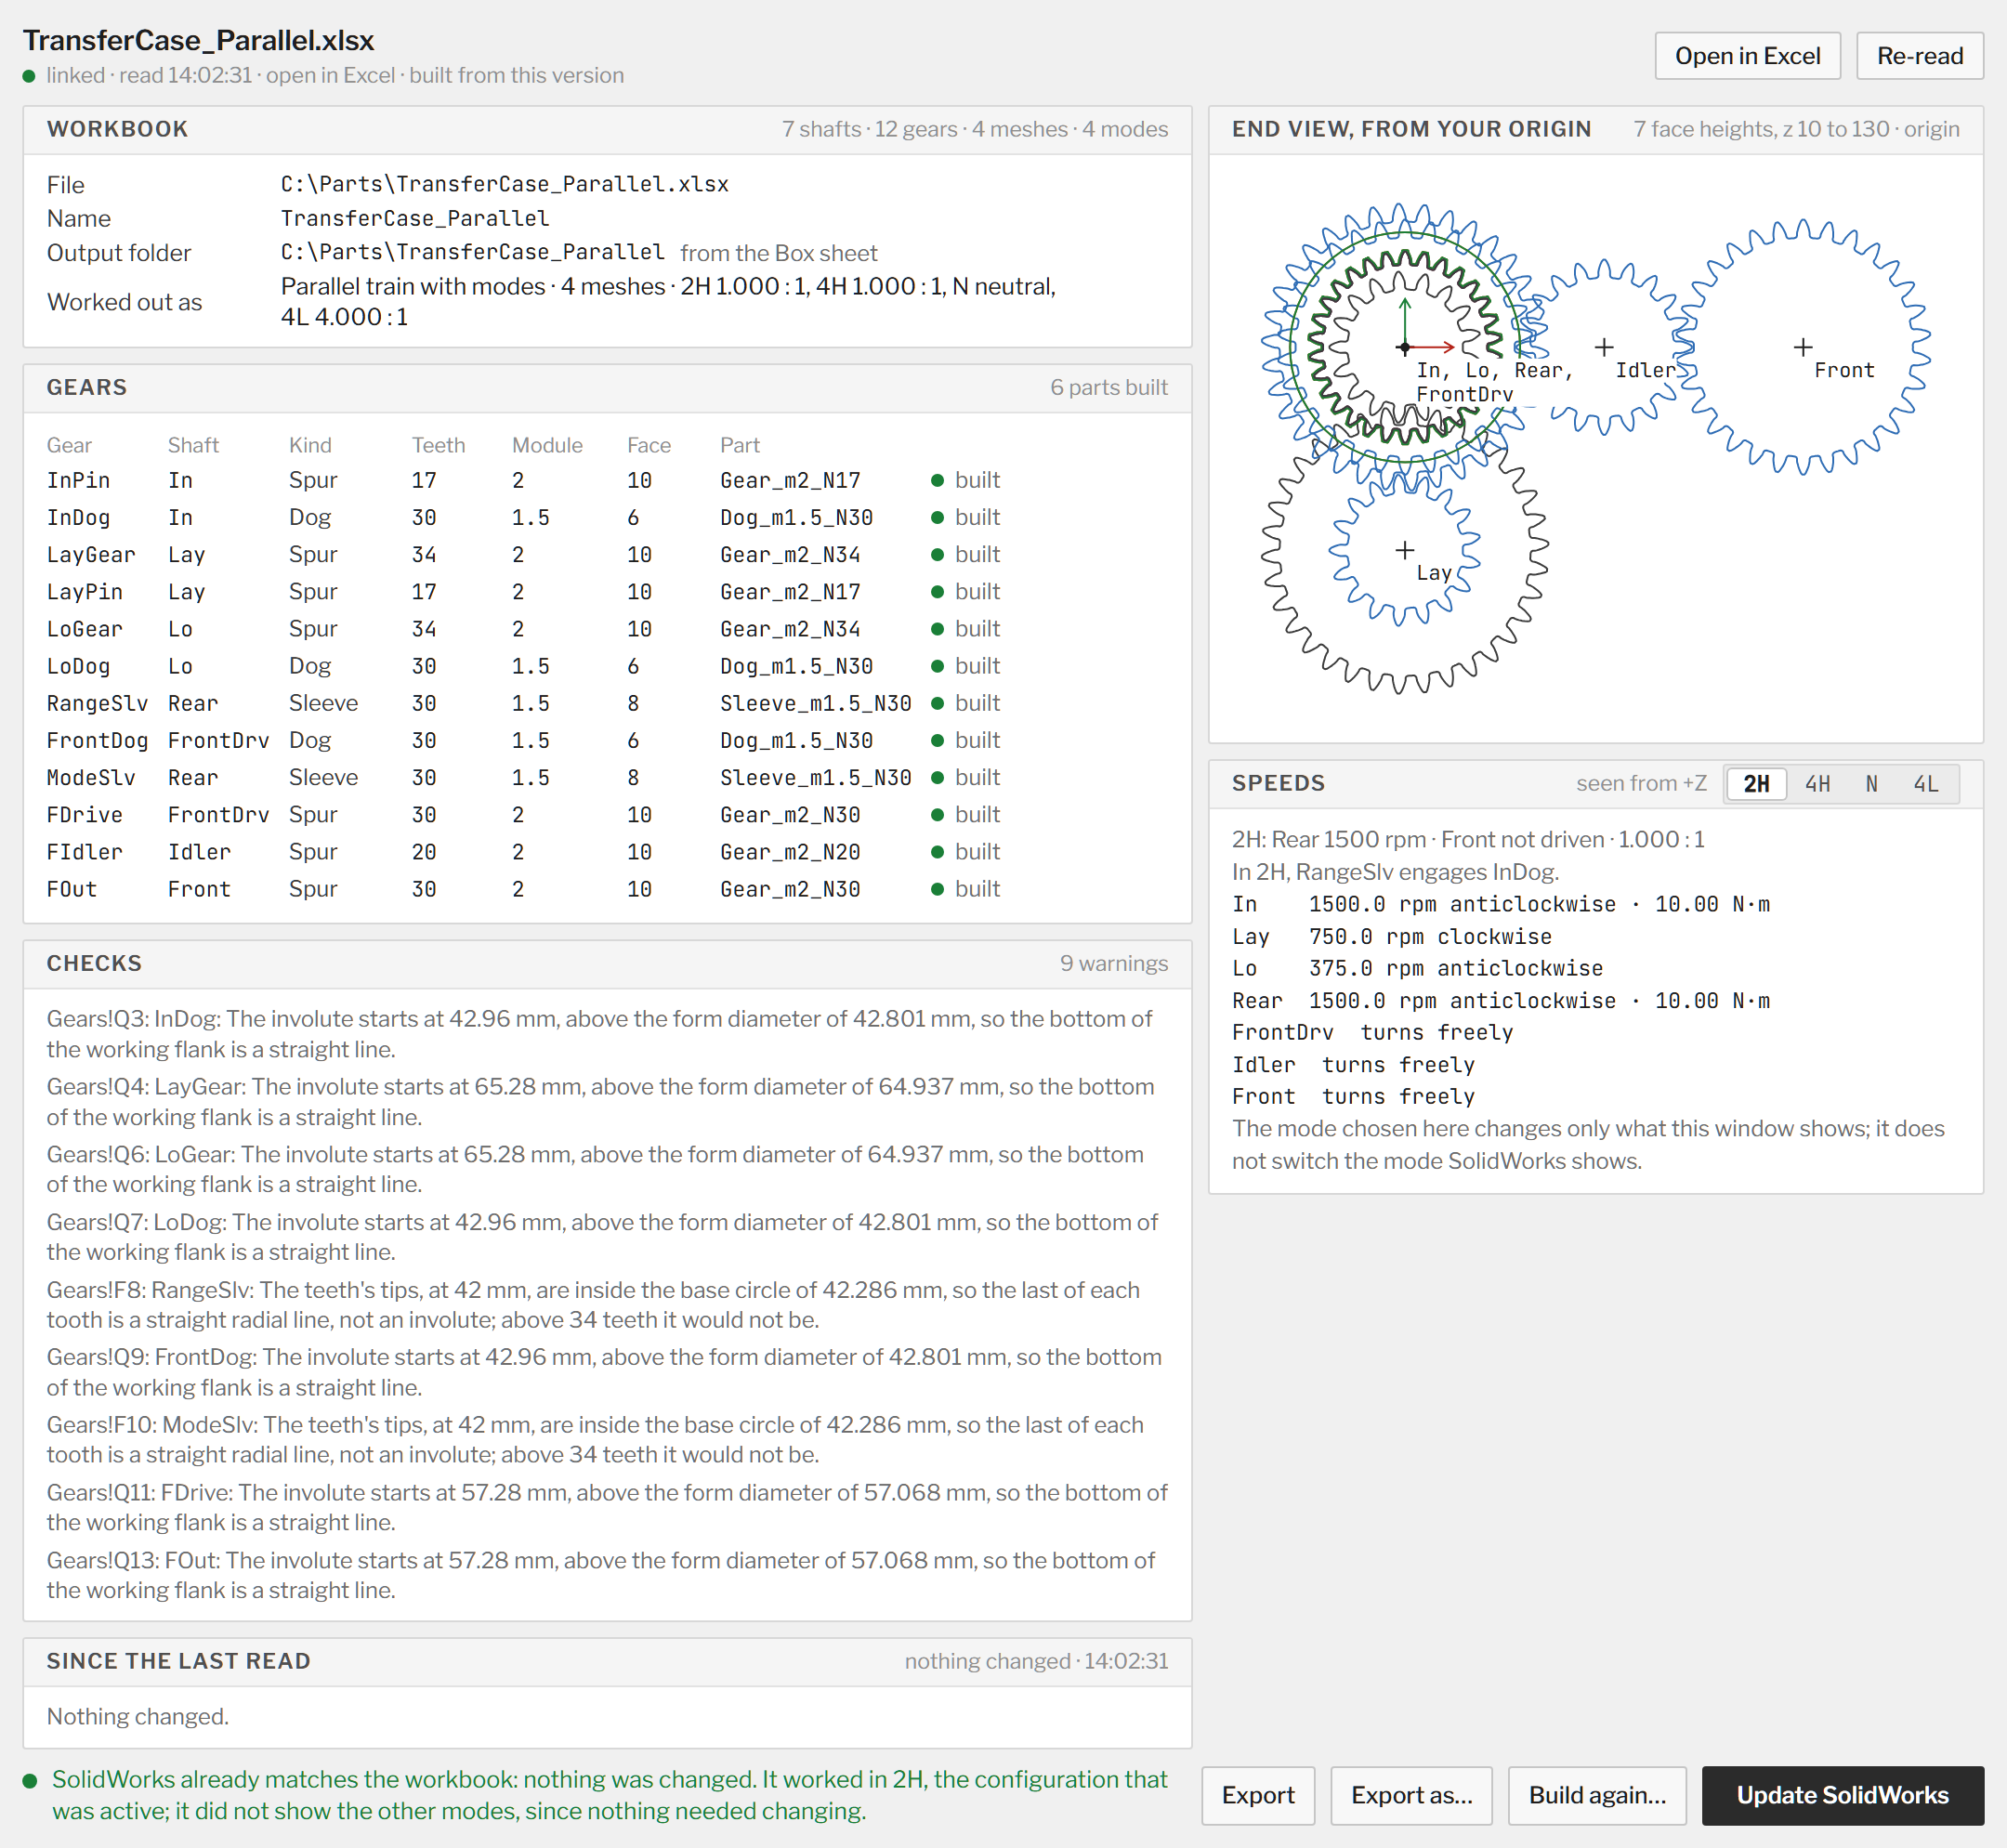 TransferCase_Parallel.xlsx
linked · read 14:02:31 · open in Excel · built from this version
Open in Excel
Re-read
WORKBOOK
7 shafts · 12 gears · 4 meshes · 4 modes
File C:\Parts\TransferCase_Parallel.xlsx
Name TransferCase_Parallel
Output folder C:\Parts\TransferCase_Parallel from the Box sheet
Worked out as Parallel train with modes · 4 meshes · 2H 1.000 : 1, 4H 1.000 : 1, N neutral,
4L 4.000 : 1
GEARS
6 parts built
Gear Shaft Kind Teeth Module Face Part
InPin In Spur 17 2 10 Gear_m2_N17 built
InDog In Dog 30 1.5 6 Dog_m1.5_N30 built
LayGear Lay Spur 34 2 10 Gear_m2_N34 built
LayPin Lay Spur 17 2 10 Gear_m2_N17 built
LoGear Lo Spur 34 2 10 Gear_m2_N34 built
LoDog Lo Dog 30 1.5 6 Dog_m1.5_N30 built
RangeSlv Rear Sleeve 30 1.5 8 Sleeve_m1.5_N30 built
FrontDog FrontDrv Dog 30 1.5 6 Dog_m1.5_N30 built
ModeSlv Rear Sleeve 30 1.5 8 Sleeve_m1.5_N30 built
FDrive FrontDrv Spur 30 2 10 Gear_m2_N30 built
FIdler Idler Spur 20 2 10 Gear_m2_N20 built
FOut Front Spur 30 2 10 Gear_m2_N30 built
CHECKS
9 warnings
Gears!Q3: InDog: The involute starts at 42.96 mm, above the form diameter of 42.801 mm, so the bottom of
the working flank is a straight line.
Gears!Q4: LayGear: The involute starts at 65.28 mm, above the form diameter of 64.937 mm, so the bottom
of the working flank is a straight line.
Gears!Q6: LoGear: The involute starts at 65.28 mm, above the form diameter of 64.937 mm, so the bottom
of the working flank is a straight line.
Gears!Q7: LoDog: The involute starts at 42.96 mm, above the form diameter of 42.801 mm, so the bottom of
the working flank is a straight line.
Gears!F8: RangeSlv: The teeth's tips, at 42 mm, are inside the base circle of 42.286 mm, so the last of each
tooth is a straight radial line, not an involute; above 34 teeth it would not be.
Gears!Q9: FrontDog: The involute starts at 42.96 mm, above the form diameter of 42.801 mm, so the bottom
of the working flank is a straight line.
Gears!F10: ModeSlv: The teeth's tips, at 42 mm, are inside the base circle of 42.286 mm, so the last of each
tooth is a straight radial line, not an involute; above 34 teeth it would not be.
Gears!Q11: FDrive: The involute starts at 57.28 mm, above the form diameter of 57.068 mm, so the bottom of
the working flank is a straight line.
Gears!Q13: FOut: The involute starts at 57.28 mm, above the form diameter of 57.068 mm, so the bottom of
the working flank is a straight line.
SINCE THE LAST READ
nothing changed · 14:02:31
Nothing changed.
END VIEW, FROM YOUR ORIGIN
7 face heights, z 10 to 130 · origin
In, Lo, Rear,
FrontDrv
Idler
Front
Lay
SPEEDS
seen from +Z
2H 4H N 4L
2H: Rear 1500 rpm · Front not driven · 1.000 : 1
In 2H, RangeSlv engages InDog.
In 1500.0 rpm anticlockwise · 10.00 N·m
Lay 750.0 rpm clockwise
Lo 375.0 rpm anticlockwise
Rear 1500.0 rpm anticlockwise · 10.00 N·m
FrontDrv turns freely
Idler turns freely
Front turns freely
The mode chosen here changes only what this window shows; it does
not switch the mode SolidWorks shows.
SolidWorks already matches the workbook: nothing was changed. It worked in 2H, the configuration that
was active; it did not show the other modes, since nothing needed changing.
Export
Export as...
Build again...
Update SolidWorks